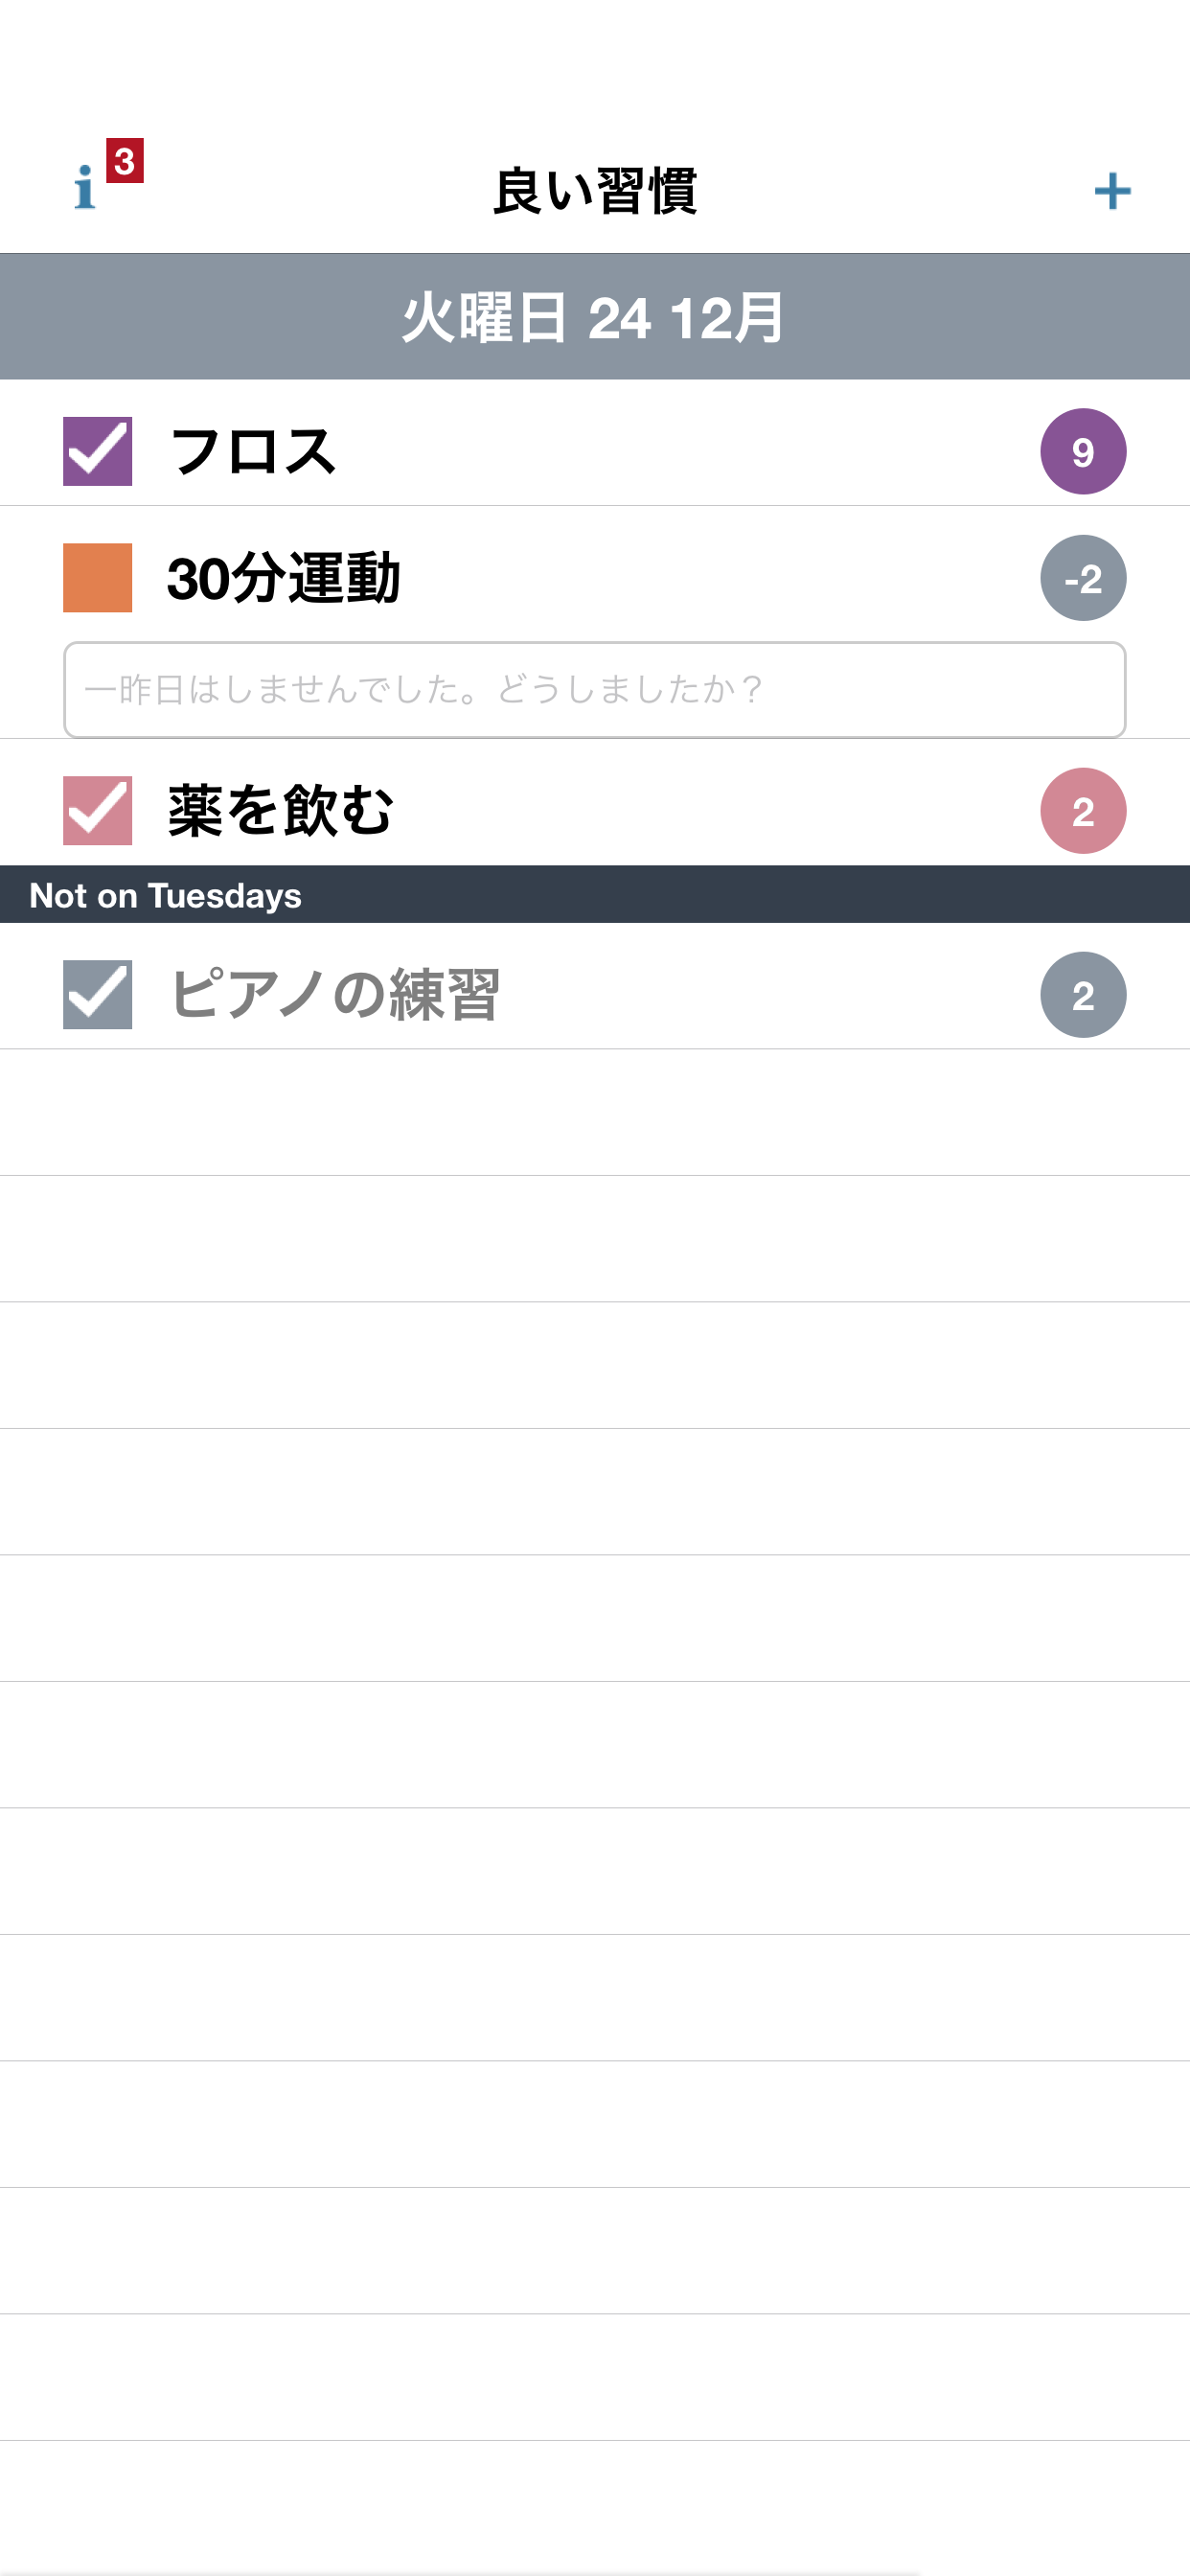 i 3
良い習慣
+
火曜日 24 12月
フロス 9
30分運動 -2
一昨日はしませんでした。どうしましたか？
薬を飲む 2
Not on Tuesdays
ピアノの練習 2